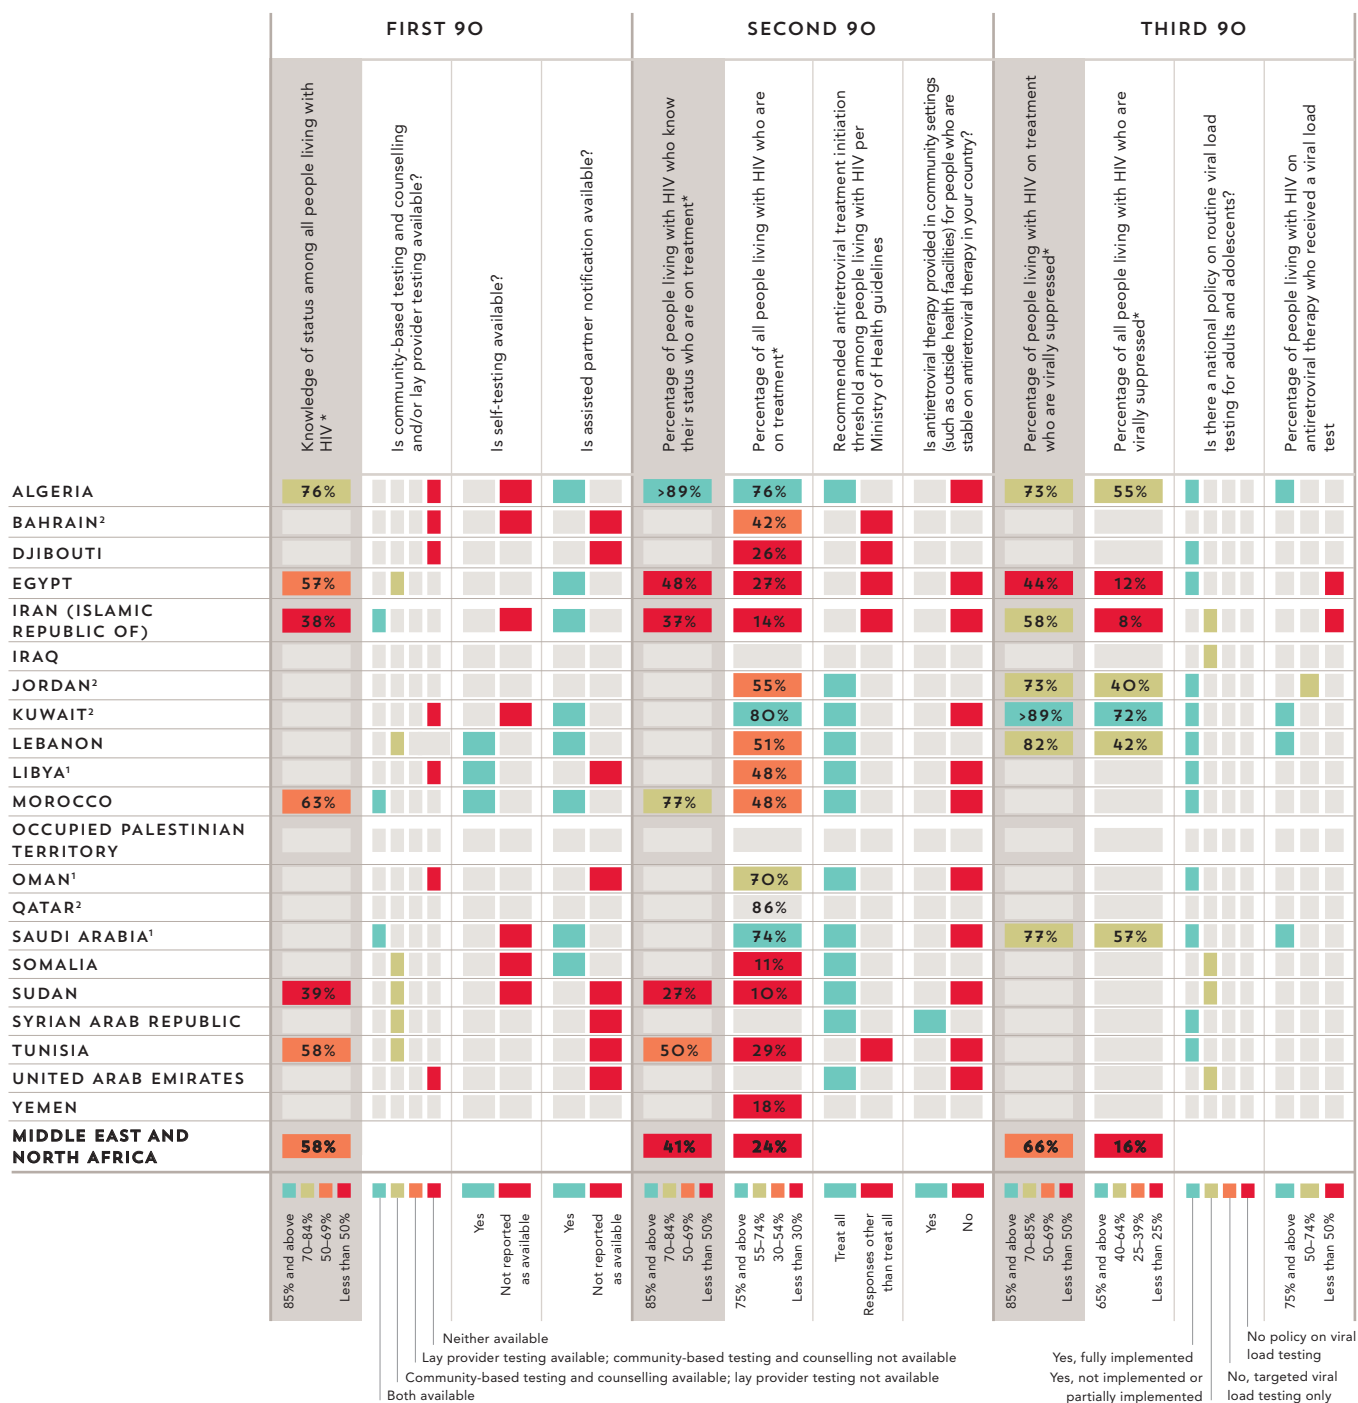 FIRST 90
SECOND 90
THIRD 90
Knowledge of status among all people living with
HIV*
Is community-based testing and counselling
and/or lay provider testing available?
Is self-testing available?
Is assisted partner notification available?
Percentage of people living with HIV who know
their status who are on treatment*
Percentage of all people living with HIV who are
on treatment*
Recommended antiretroviral treatment initiation
threshold among people living with HIV per
Ministry of Health guidelines
Is antiretroviral therapy provided in community settings
(such as outside health faacilities) for people who are
stable on antiretroviral therapy in your country?
Percentage of people living with HIV on treatment
who are virally suppressed*
Percentage of all people living with HIV who are
virally suppressed*
Is there a national policy on routine viral load
testing for adults and adolescents?
Percentage of people living with HIV on
antiretroviral therapy who received a viral load
test
ALGERIA 76% >89% 76% 73% 55%
BAHRAIN² 42%
DJIBOUTI 26%
EGYPT 57% 48% 27% 44% 12%
IRAN (ISLAMIC
REPUBLIC OF) 38% 37% 14% 58% 8%
IRAQ
JORDAN² 55% 73% 40%
KUWAIT² 80% >89% 72%
LEBANON 51% 82% 42%
LIBYA¹ 48%
MOROCCO 63% 77% 48%
OCCUPIED PALESTINIAN
TERRITORY
OMAN¹ 70%
QATAR² 86%
SAUDI ARABIA¹ 74% 77% 57%
SOMALIA 11%
SUDAN 39% 27% 10%
SYRIAN ARAB REPUBLIC
TUNISIA 58% 50% 29%
UNITED ARAB EMIRATES
YEMEN 18%
MIDDLE EAST AND
NORTH AFRICA 58% 41% 24% 66% 16%
85% and above
70–84%
50–69%
Less than 50%
Yes
Not reported
as available
Yes
Not reported
as available
85% and above
70–84%
50–69%
Less than 50%
75% and above
55–74%
30–54%
Less than 30%
Treat all
Responses other
than treat all
Yes
No
85% and above
70–85%
50–69%
Less than 50%
65% and above
40–64%
25–39%
Less than 25%
75% and above
50–74%
Less than 50%
Neither available
Lay provider testing available; community-based testing and counselling not available
Community-based testing and counselling available; lay provider testing not available
Both available
Yes, fully implemented
Yes, not implemented or
partially implemented
No policy on viral
load testing
No, targeted viral
load testing only